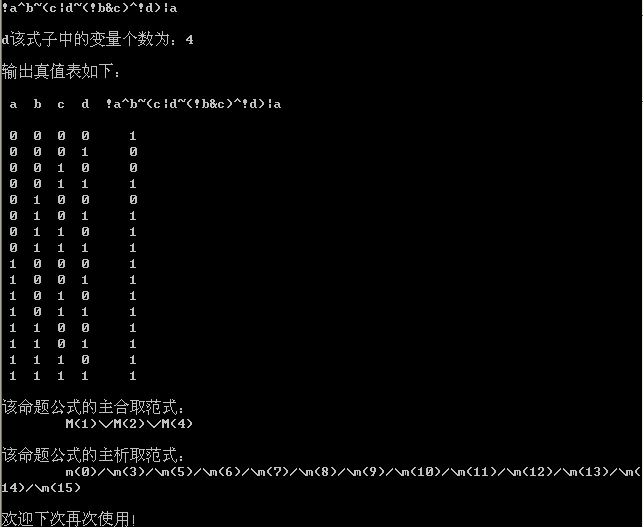 !a^b~(c|d~(!b&c)^!d)|a
d该式子中的变量个数为：4
输出真值表如下：
a b c d !a^b~(c|d~(!b&c)^!d)|a
0 0 0 0 1
0 0 0 1 0
0 0 1 0 0
0 0 1 1 1
0 1 0 0 0
0 1 0 1 1
0 1 1 0 1
0 1 1 1 1
1 0 0 0 1
1 0 0 1 1
1 0 1 0 1
1 0 1 1 1
1 1 0 0 1
1 1 0 1 1
1 1 1 0 1
1 1 1 1 1
该命题公式的主合取范式：
M(1)\/M(2)\/M(4)
该命题公式的主析取范式：
m(0)/\m(3)/\m(5)/\m(6)/\m(7)/\m(8)/\m(9)/\m(10)/\m(11)/\m(12)/\m(13)/\m(
14)/\m(15)
欢迎下次再次使用!